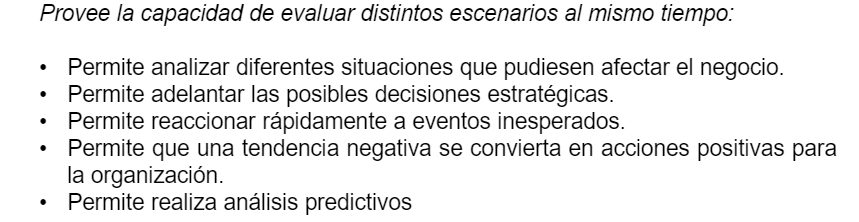 Provee la capacidad de evaluar distintos escenarios al mismo tiempo:
• Permite analizar diferentes situaciones que pudiesen afectar el negocio.
• Permite adelantar las posibles decisiones estratégicas.
• Permite reaccionar rápidamente a eventos inesperados.
• Permite que una tendencia negativa se convierta en acciones positivas para
la organización.
• Permite realiza análisis predictivos